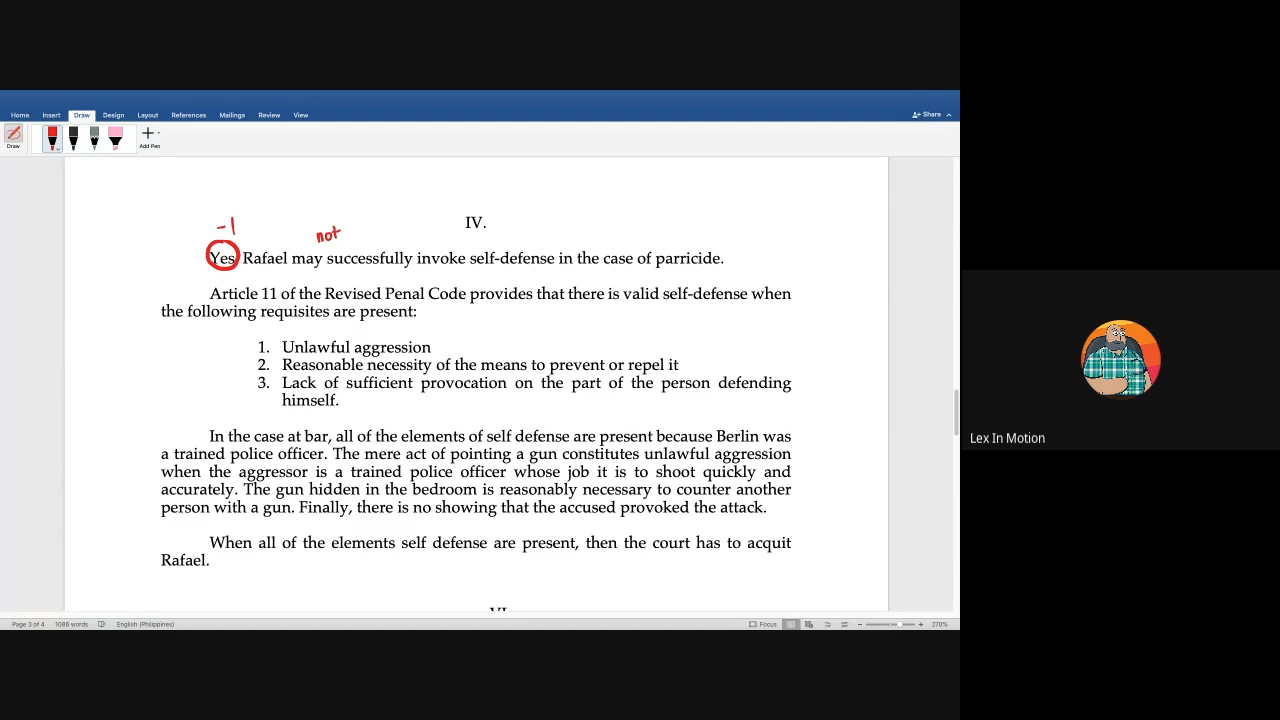 Home Insert Draw Design Layout References Mailings Review View Share
Draw Add Pen
IV.
-1 not
Yes Rafael may successfully invoke self-defense in the case of parricide.
Article 11 of the Revised Penal Code provides that there is valid self-defense when
the following requisites are present:
1. Unlawful aggression
2. Reasonable necessity of the means to prevent or repel it
3. Lack of sufficient provocation on the part of the person defending
himself.
In the case at bar, all of the elements of self defense are present because Berlin was
a trained police officer. The mere act of pointing a gun constitutes unlawful aggression
when the aggressor is a trained police officer whose job it is to shoot quickly and
accurately. The gun hidden in the bedroom is reasonably necessary to counter another
person with a gun. Finally, there is no showing that the accused provoked the attack.
When all of the elements self defense are present, then the court has to acquit
Rafael.
VI
Page 3 of 4 1086 words English (Philippines) Focus 270%
Lex In Motion